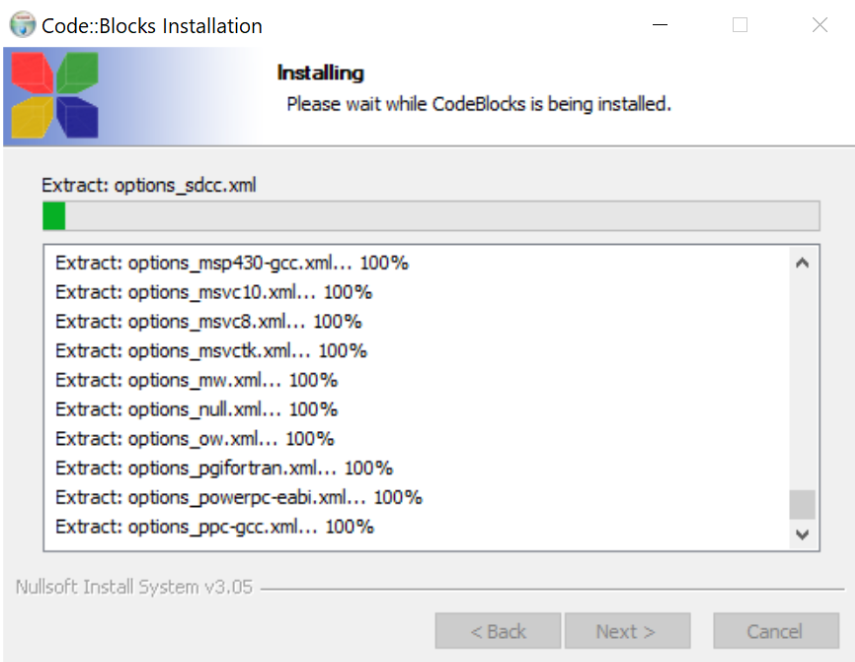 Code::Blocks Installation
Installing
Please wait while CodeBlocks is being installed.
Extract: options_sdcc.xml
Extract: options_msp430-gcc.xml... 100%
Extract: options_msvc10.xml... 100%
Extract: options_msvc8.xml... 100%
Extract: options_msvctk.xml... 100%
Extract: options_mw.xml... 100%
Extract: options_null.xml... 100%
Extract: options_ow.xml... 100%
Extract: options_pgifortran.xml... 100%
Extract: options_powerpc-eabi.xml... 100%
Extract: options_ppc-gcc.xml... 100%
Nullsoft Install System v3.05
< Back
Next >
Cancel